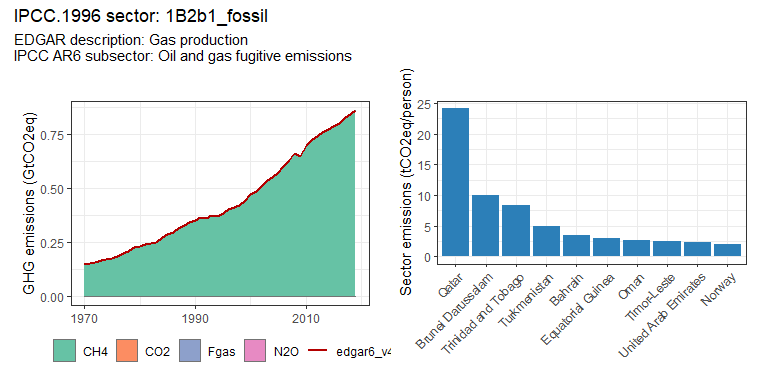 IPCC.1996 sector: 1B2b1_fossil
EDGAR description: Gas production
IPCC AR6 subsector: Oil and gas fugitive emissions
GHG emissions (GtCO2eq)
0.75
0.50
0.25
0.00
1970
1990
2010
CH4
CO2
Fgas
N2O
edgar6_v4
Sector emissions (tCO2eq/person)
25
20
15
10
5
0
Qatar
Brunei Darussalam
Trinidad and Tobago
Turkmenistan
Bahrain
Equatorial Guinea
Oman
Timor-Leste
United Arab Emirates
Norway